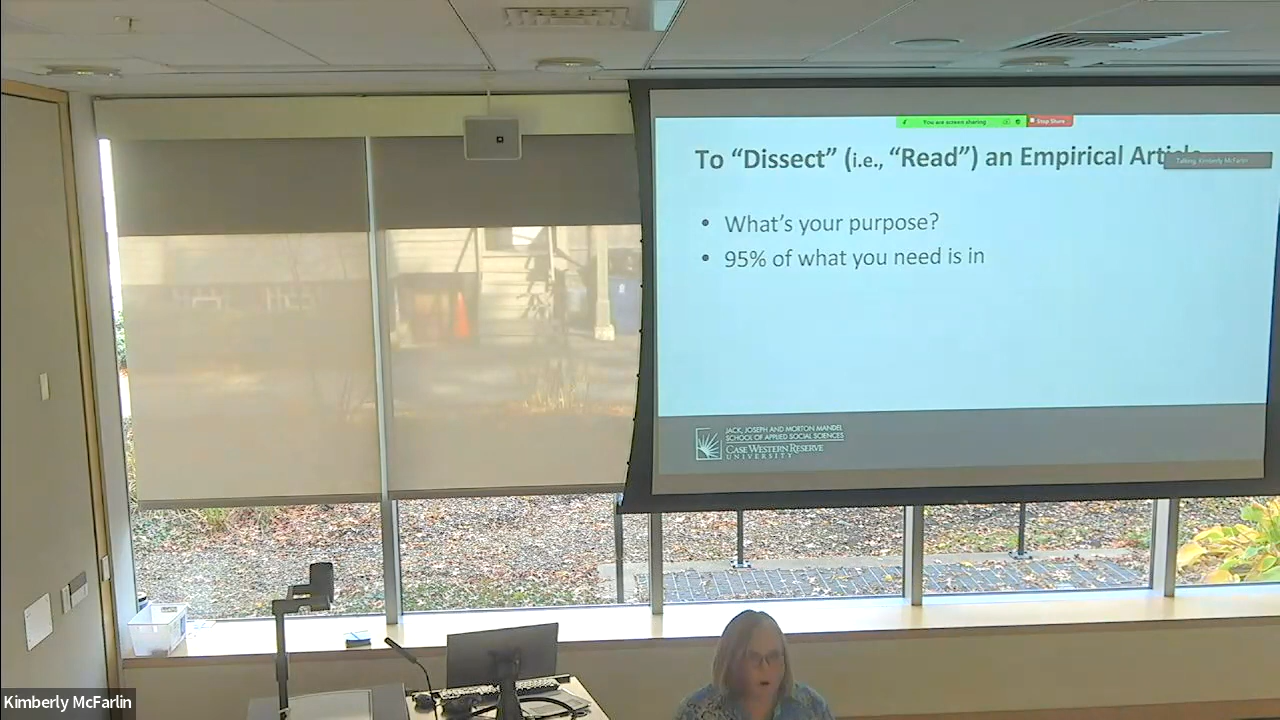 You are screen sharing
Stop Share
To “Dissect” (i.e., “Read”) an Empirical Article
Talking: Kimberly McFarlin
• What’s your purpose?
• 95% of what you need is in
JACK, JOSEPH AND MORTON MANDEL
SCHOOL OF APPLIED SOCIAL SCIENCES
CASE WESTERN RESERVE
UNIVERSITY
Kimberly McFarlin